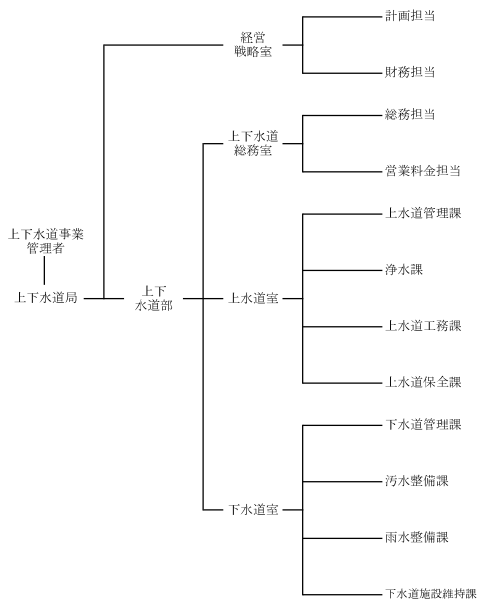 計画担当
経営
戦略室
財務担当
総務担当
上下水道
総務室
営業料金担当
上水道管理課
上下水道事業
管理者
浄水課
上下水道局
上下
水道部
上水道室
上水道工務課
上水道保全課
下水道管理課
汚水整備課
下水道室
雨水整備課
下水道施設維持課